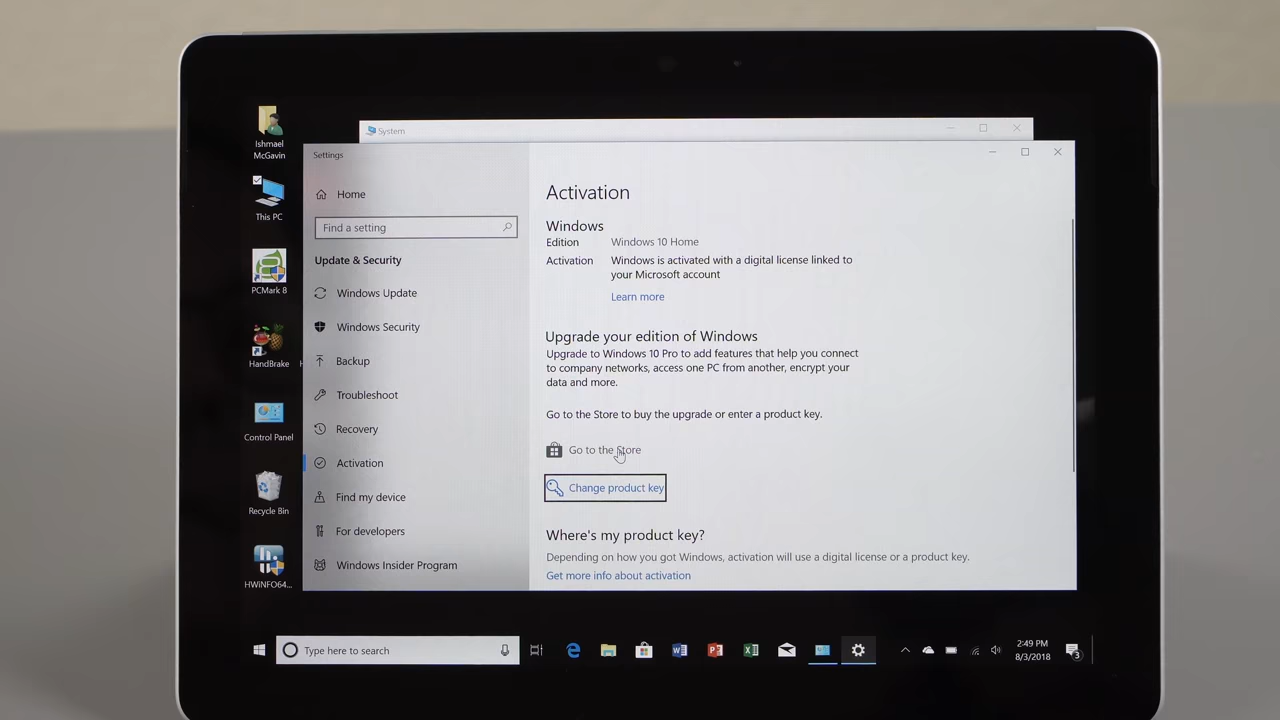 Ishmael
McGavin
This PC
PCMark 8
HandBrake
Control Panel
Recycle Bin
HWiNFO64...
System
Settings
Home
Find a setting
Update & Security
Windows Update
Windows Security
Backup
Troubleshoot
Recovery
Activation
Find my device
For developers
Windows Insider Program
Activation
Windows
Edition Windows 10 Home
Activation Windows is activated with a digital license linked to
your Microsoft account
Learn more
Upgrade your edition of Windows
Upgrade to Windows 10 Pro to add features that help you connect
to company networks, access one PC from another, encrypt your
data and more.
Go to the Store to buy the upgrade or enter a product key.
Go to the Store
Change product key
Where's my product key?
Depending on how you got Windows, activation will use a digital license or a product key.
Get more info about activation
Type here to search
2:49 PM
8/3/2018
3